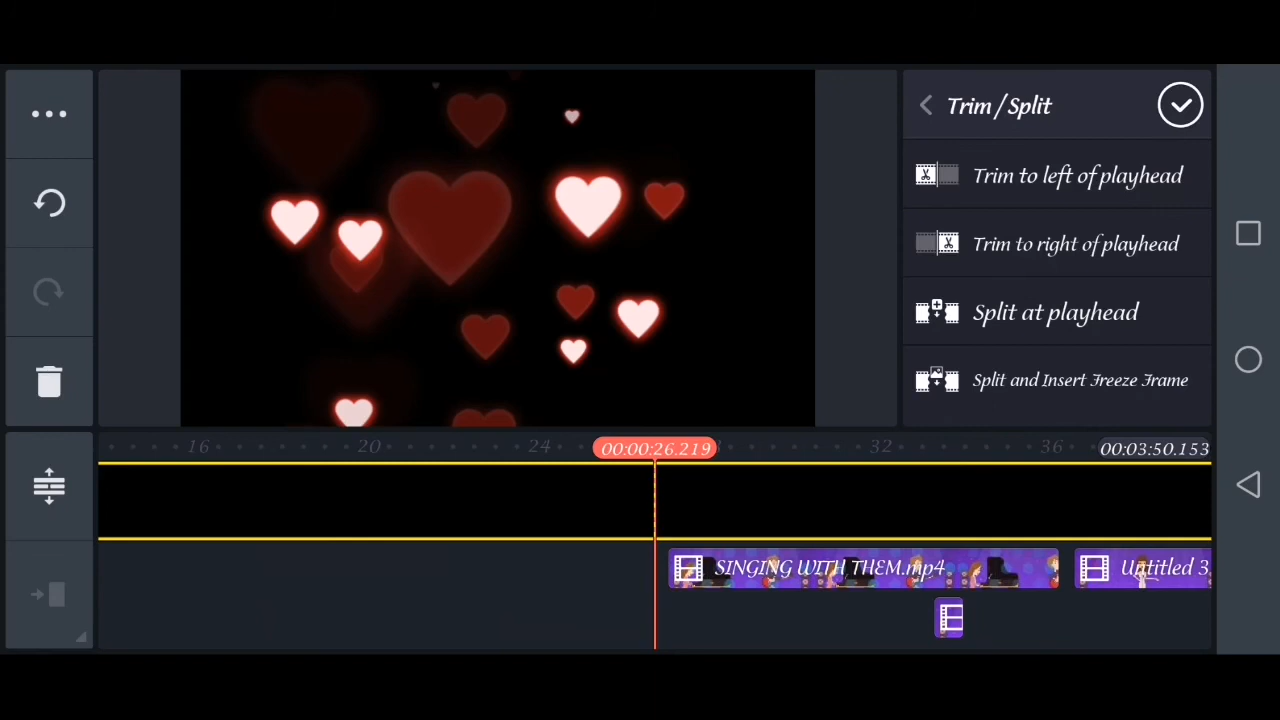 Trim/Split
Trim to left of playhead
Trim to right of playhead
Split at playhead
Split and Insert Freeze Frame
16 20 24 00:00:26.219 32 36 00:03:50.153
SINGING WITH THEM.mp4 Untitled 3